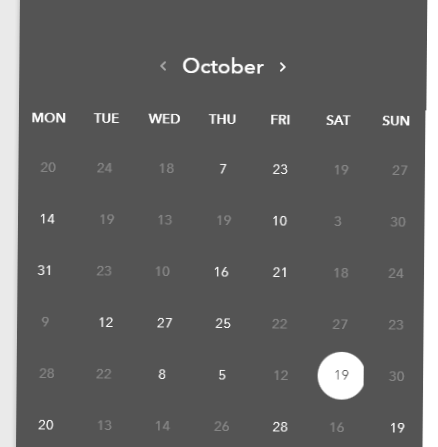 ‹ October ›
MON TUE WED THU FRI SAT SUN
20 24 18 7 23 19 27
14 19 13 19 10 3 30
31 23 10 16 21 18 24
9 12 27 25 22 27 23
28 22 8 5 12 19 30
20 13 14 26 28 16 19